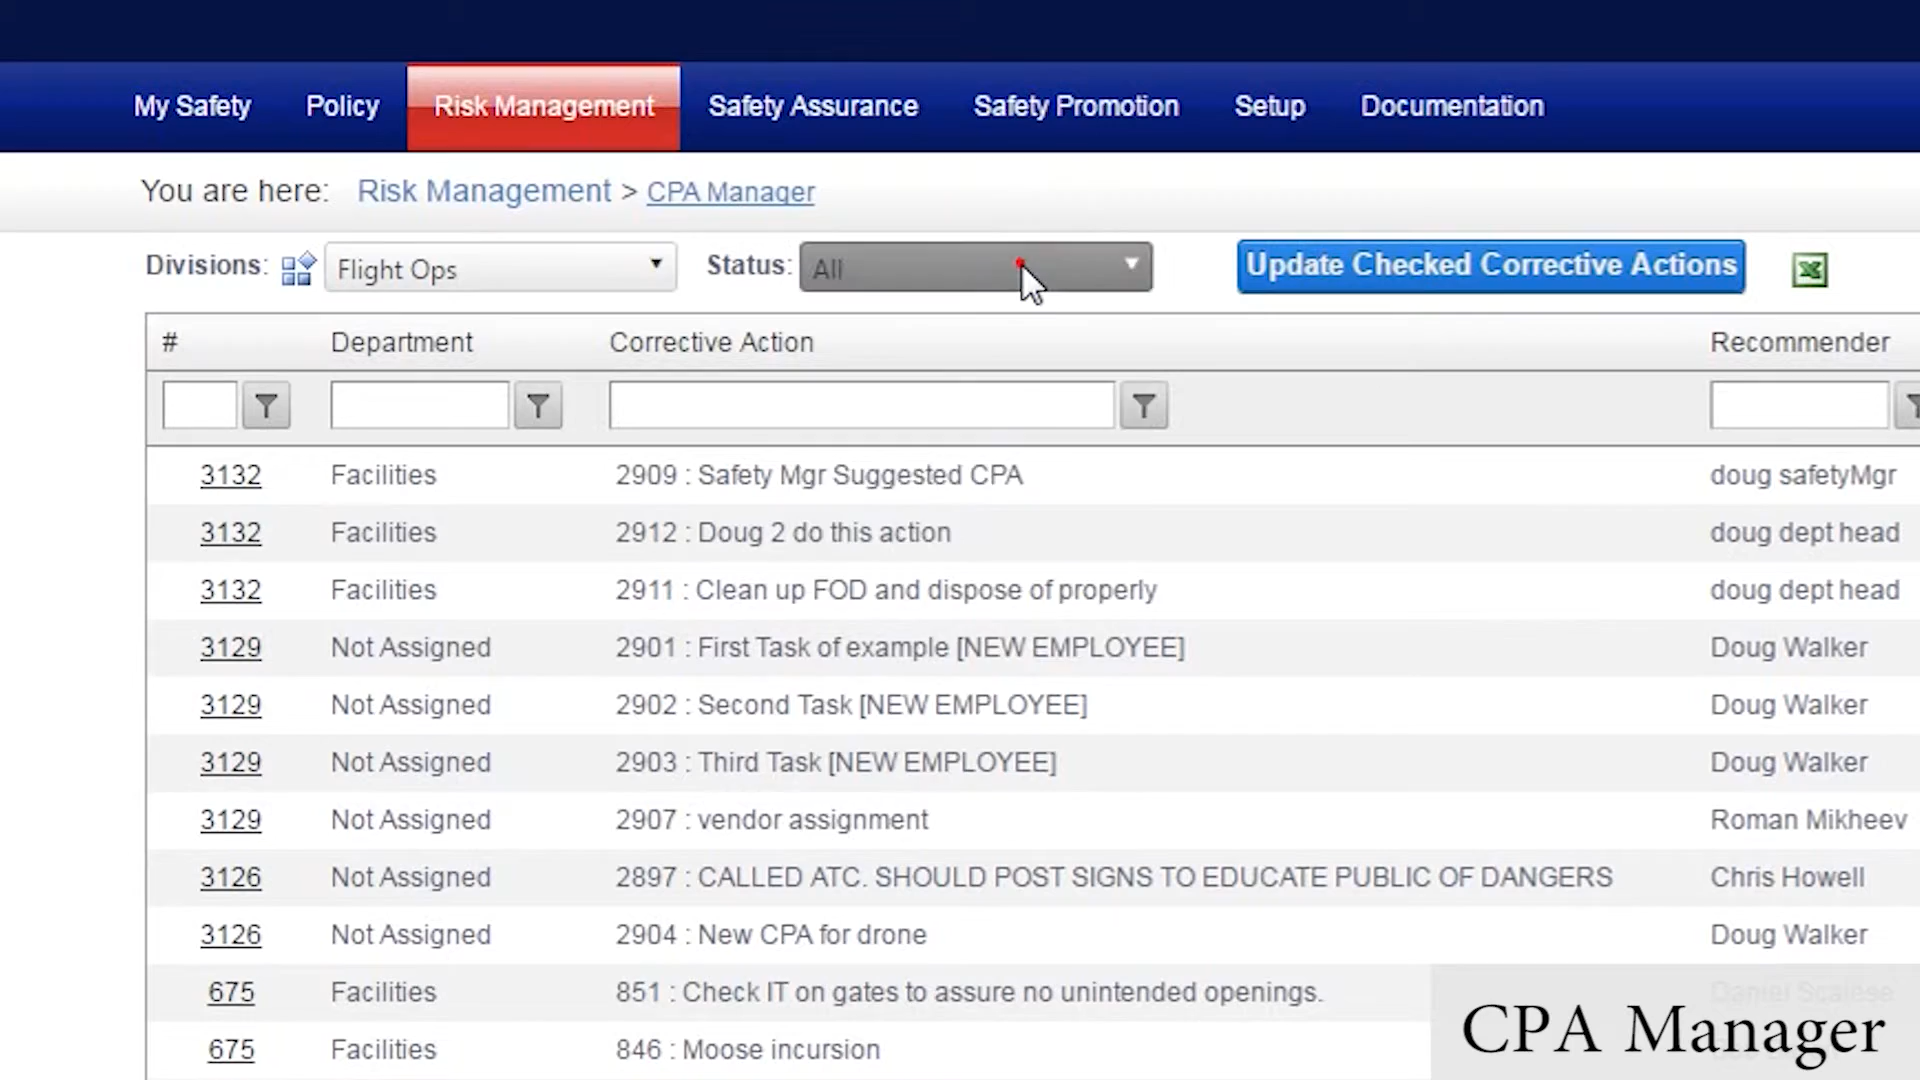 My Safety Policy Risk Management Safety Assurance Safety Promotion Setup Documentation
You are here: Risk Management > CPA Manager
Divisions: Flight Ops Status: All Update Checked Corrective Actions
# Department Corrective Action Recommender
3132 Facilities 2909 : Safety Mgr Suggested CPA doug safetyMgr
3132 Facilities 2912 : Doug 2 do this action doug dept head
3132 Facilities 2911 : Clean up FOD and dispose of properly doug dept head
3129 Not Assigned 2901 : First Task of example [NEW EMPLOYEE] Doug Walker
3129 Not Assigned 2902 : Second Task [NEW EMPLOYEE] Doug Walker
3129 Not Assigned 2903 : Third Task [NEW EMPLOYEE] Doug Walker
3129 Not Assigned 2907 : vendor assignment Roman Mikheev
3126 Not Assigned 2897 : CALLED ATC. SHOULD POST SIGNS TO EDUCATE PUBLIC OF DANGERS Chris Howell
3126 Not Assigned 2904 : New CPA for drone Doug Walker
675 Facilities 851 : Check IT on gates to assure no unintended openings. Daniel
675 Facilities 846 : Moose incursion
CPA Manager